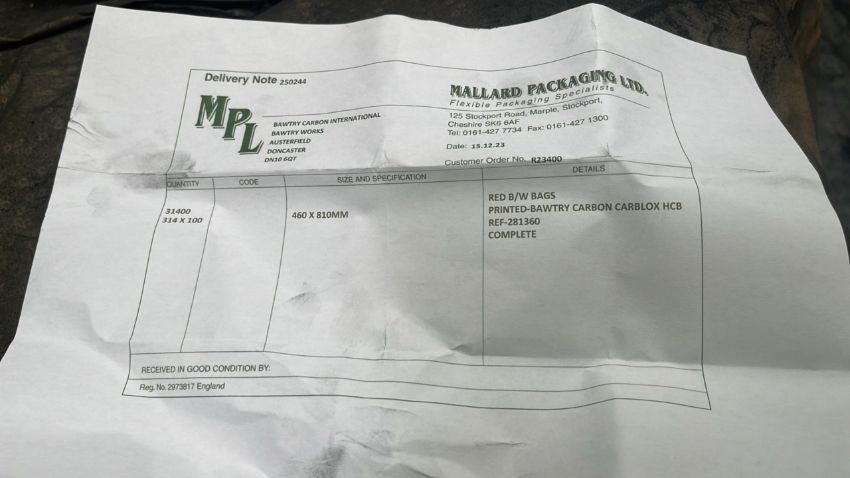 Delivery Note 250244
MPL
BAWTRY CARBON INTERNATIONAL
BAWTRY WORKS
AUSTERFIELD
DONCASTER
DN10 6QT
MALLARD PACKAGING LTD.
Flexible Packaging Specialists
125 Stockport Road, Marple, Stockport,
Cheshire SK6 6AF
Tel: 0161-427 7734 Fax: 0161-427 1300
Date: 15.12.23
Customer Order No. R23400
QUANTITY CODE SIZE AND SPECIFICATION DETAILS
31400
314 X 100
460 X 810MM
RED B/W BAGS
PRINTED-BAWTRY CARBON CARBLOX HCB
REF-281360
COMPLETE
RECEIVED IN GOOD CONDITION BY:
Reg. No. 2973817 England